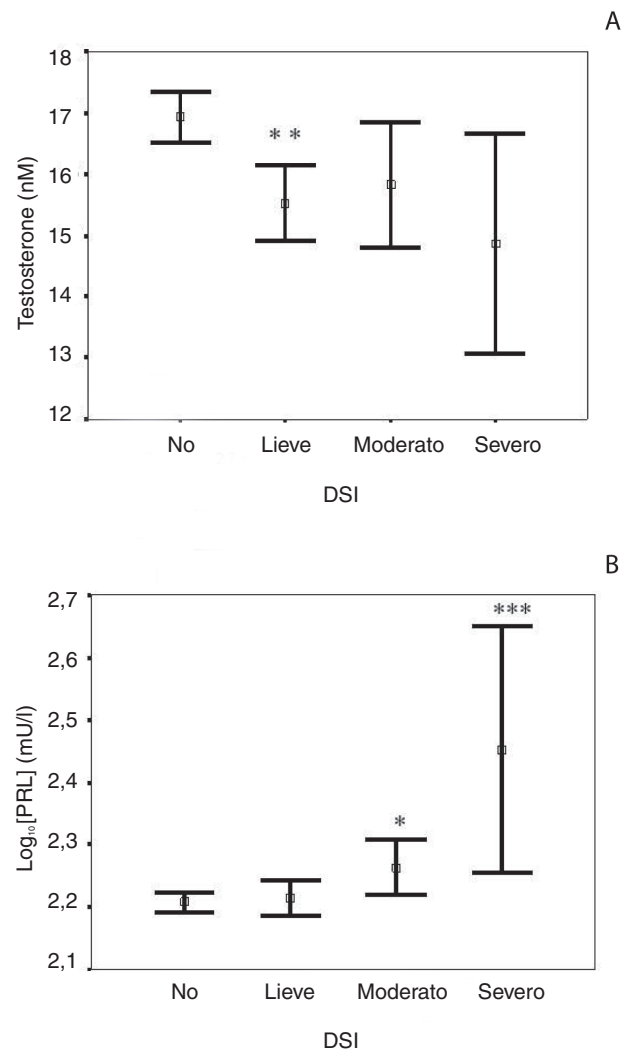 A
18
17
16
15
14
13
12
Testosterone (nM)
* *
No Lieve Moderato Severo
DSI
B
2,7
2,6
2,5
2,4
2,3
2,2
2,1
Log₁₀[PRL] (mU/l)
***
*
No Lieve Moderato Severo
DSI